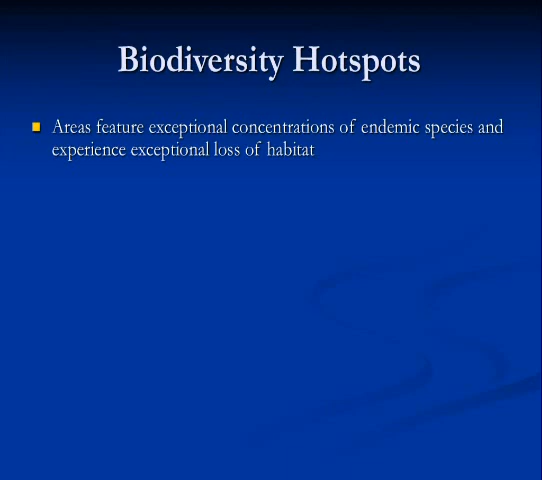 Biodiversity Hotspots
Areas feature exceptional concentrations of endemic species and
experience exceptional loss of habitat